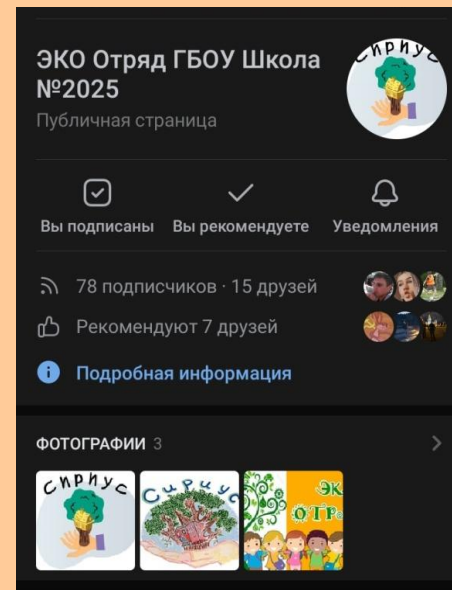 ЭКО Отряд ГБОУ Школа
№2025
Публичная страница
СИРИУС
Вы подписаны Вы рекомендуете Уведомления
78 подписчиков · 15 друзей
Рекомендуют 7 друзей
Подробная информация
ФОТОГРАФИИ 3
СИРИУС
Сириус
ЭК
ОТР